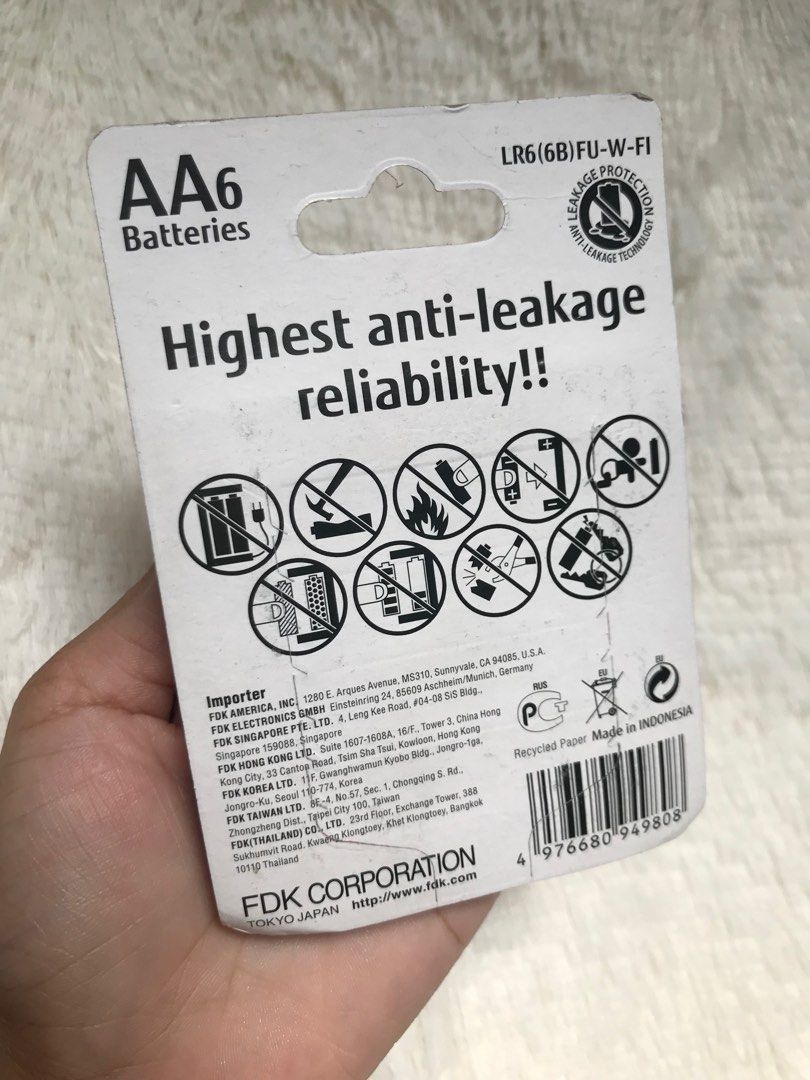 AA6
Batteries
LR6(6B)FU-W-FI
LEAKAGE PROTECTION
ANTI-LEAKAGE TECHNOLOGY
Highest anti-leakage
reliability!!
Importer
FDK AMERICA, INC. 1280 E. Arques Avenue, MS310, Sunnyvale, CA 94085, U.S.A.
FDK ELECTRONICS GMBH Einsteinring 24, 85609 Aschheim/Munich, Germany
FDK SINGAPORE PTE. LTD. 4, Leng Kee Road, #04-08 SiS Bldg.,
Singapore 159088, Singapore
FDK HONG KONG LTD. Suite 1607-1608A, 16/F., Tower 3, China Hong
Kong City, 33 Canton Road, Tsim Sha Tsui, Kowloon, Hong Kong
FDK KOREA LTD. 11F, Gwanghwamun Kyobo Bldg., Jongro-1ga,
Jongro-Ku, Seoul 110-774, Korea
FDK TAIWAN LTD. 8F-4, No.57, Sec. 1, Chongqing S. Rd.,
Zhongzheng Dist., Taipei City 100, Taiwan
FDK(THAILAND) CO., LTD. 23rd Floor, Exchange Tower, 388
Sukhumvit Road. Kwaeng Klongtoey, Khet Klongtoey, Bangkok
10110 Thailand
FDK CORPORATION
TOKYO JAPAN http://www.fdk.com
RUS
EU
EU
Recycled Paper Made in INDONESIA
4 976680 949808